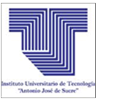 Instituto Universitario de Tecnología
"Antonio José de Sucre"